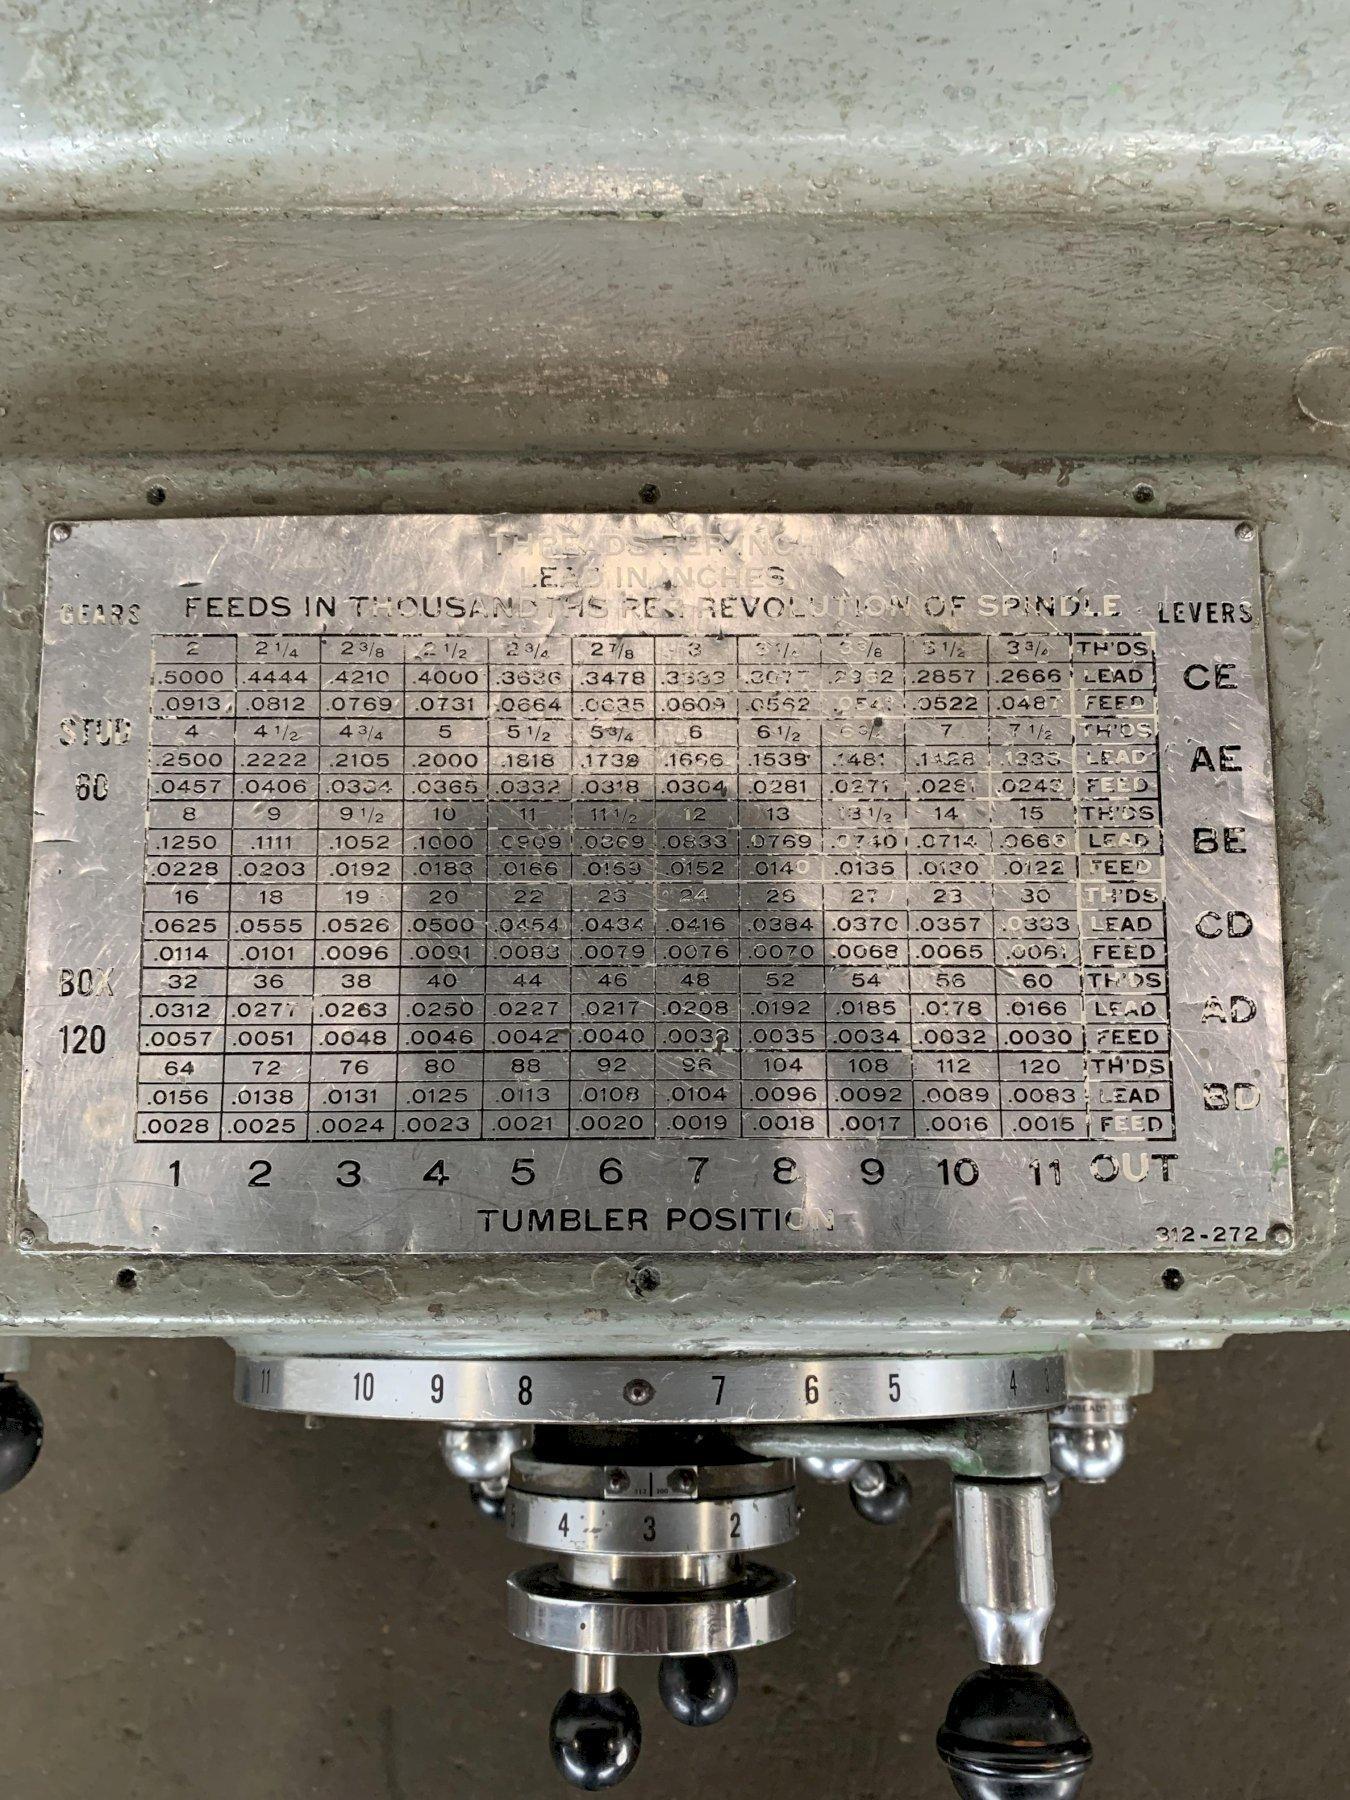 THREADS PER INCH
LEAD IN INCHES
GEARS FEEDS IN THOUSANDTHS PER REVOLUTION OF SPINDLE LEVERS
2 2 1/4 2 3/8 2 1/2 2 3/4 2 7/8 3 3 1/4 3 3/8 3 1/2 3 3/4 TH'DS
.5000 .4444 .4210 .4000 .3636 .3478 .3333 .3077 .2962 .2857 .2666 LEAD CE
.0913 .0812 .0769 .0731 .0664 .0635 .0609 .0562 .0522 .0487 FEED
STUD 4 4 1/2 4 3/4 5 5 1/2 5 3/4 6 6 1/2 6 3/4 7 7 1/2 TH'DS
.2500 .2222 .2105 .2000 .1818 .1739 .1666 .1538 .1481 .1428 .1333 LEAD AE
60 .0457 .0406 .0384 .0365 .0332 .0318 .0304 .0281 .0271 .0261 .0243 FEED
8 9 9 1/2 10 11 11 1/2 12 13 13 1/2 14 15 TH'DS
.1250 .1111 .1052 .1000 .0909 .0869 .0833 .0769 .0740 .0714 .0666 LEAD BE
.0228 .0203 .0192 .0183 .0166 .0152 .0140 .0135 .0130 .0122 FEED
16 18 19 20 22 23 24 26 27 28 30 TH'DS
.0625 .0555 .0526 .0500 .0454 .0434 .0416 .0384 .0370 .0357 .0333 LEAD CD
.0114 .0101 .0096 .0091 .0083 .0079 .0076 .0070 .0068 .0065 .0061 FEED
BOX 32 36 38 40 44 46 48 52 54 56 60 TH'DS
.0312 .0277 .0263 .0250 .0227 .0217 .0208 .0192 .0185 .0178 .0166 LEAD AD
120 .0057 .0051 .0048 .0046 .0042 .0040 .0038 .0035 .0034 .0032 .0030 FEED
64 72 76 80 88 92 96 104 108 112 120 TH'DS
.0156 .0138 .0131 .0125 .0113 .0108 .0104 .0096 .0092 .0089 .0083 LEAD BD
.0028 .0025 .0024 .0023 .0021 .0020 .0019 .0018 .0017 .0016 .0015 FEED
1 2 3 4 5 6 7 8 9 10 11 OUT
TUMBLER POSITION
312-272
11 10 9 8 7 6 5 4 3
5 4 3 2 1